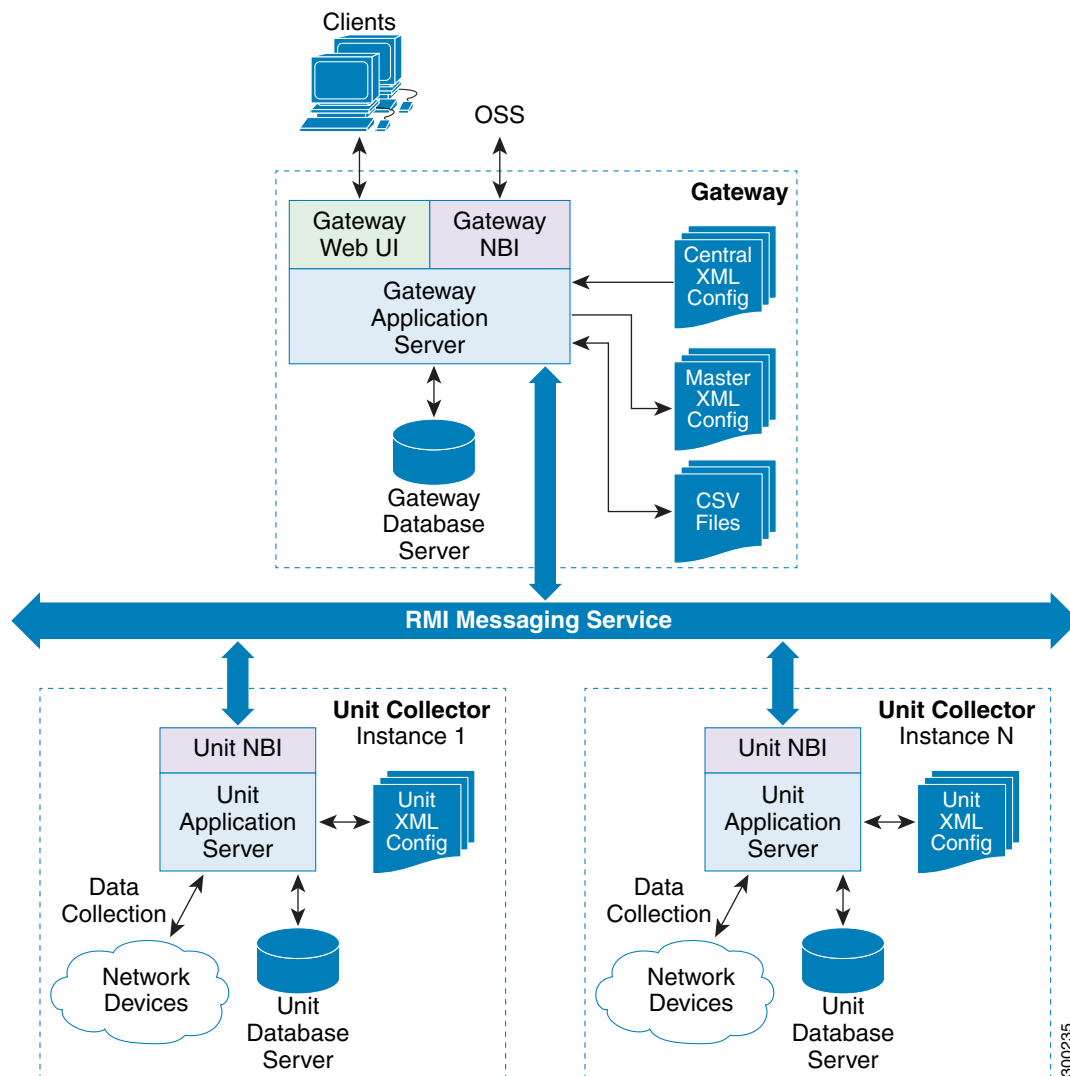 Clients
OSS
Gateway
Gateway
Web UI
Gateway
NBI
Gateway
Application
Server
Central
XML
Config
Master
XML
Config
CSV
Files
Gateway
Database
Server
RMI Messaging Service
Unit Collector
Instance 1
Unit NBI
Unit
Application
Server
Unit
XML
Config
Data
Collection
Network
Devices
Unit
Database
Server
Unit Collector
Instance N
Unit NBI
Unit
Application
Server
Unit
XML
Config
Data
Collection
Network
Devices
Unit
Database
Server
300235